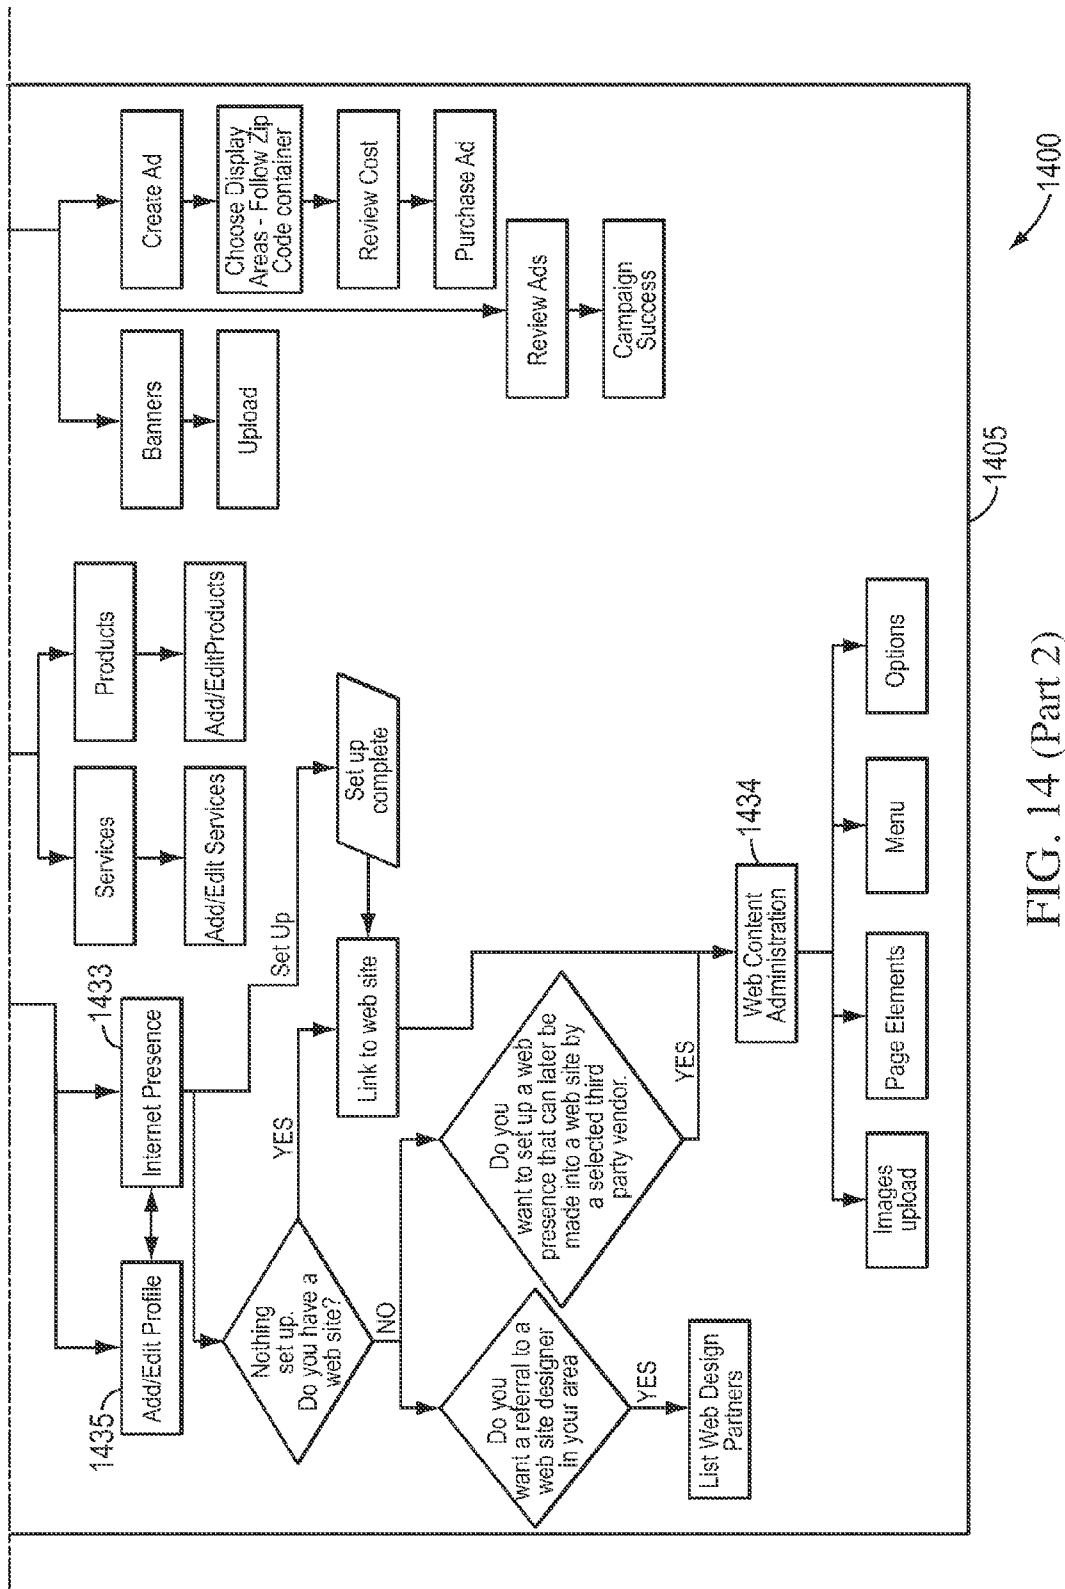 1435
Add/Edit Profile
Internet Presence
1433
Services
Products
Add/Edit Services
Add/EditProducts
Banners
Upload
Create Ad
Choose Display
Areas - Follow Zip
Code container
Review Cost
Purchase Ad
Review Ads
Campaign
Success
Nothing
set up.
Do you have a
web site?
YES
Set Up
Link to web site
Set up
complete
NO
Do you
want a referral to a
web site designer
in your area
YES
List Web Design
Partners
Do you
want to set up a web
presence that can later be
made into a web site by
a selected third
party vendor.
YES
Web Content
Administration
1434
Images
upload
Page Elements
Menu
Options
1405
1400
FIG. 14 (Part 2)